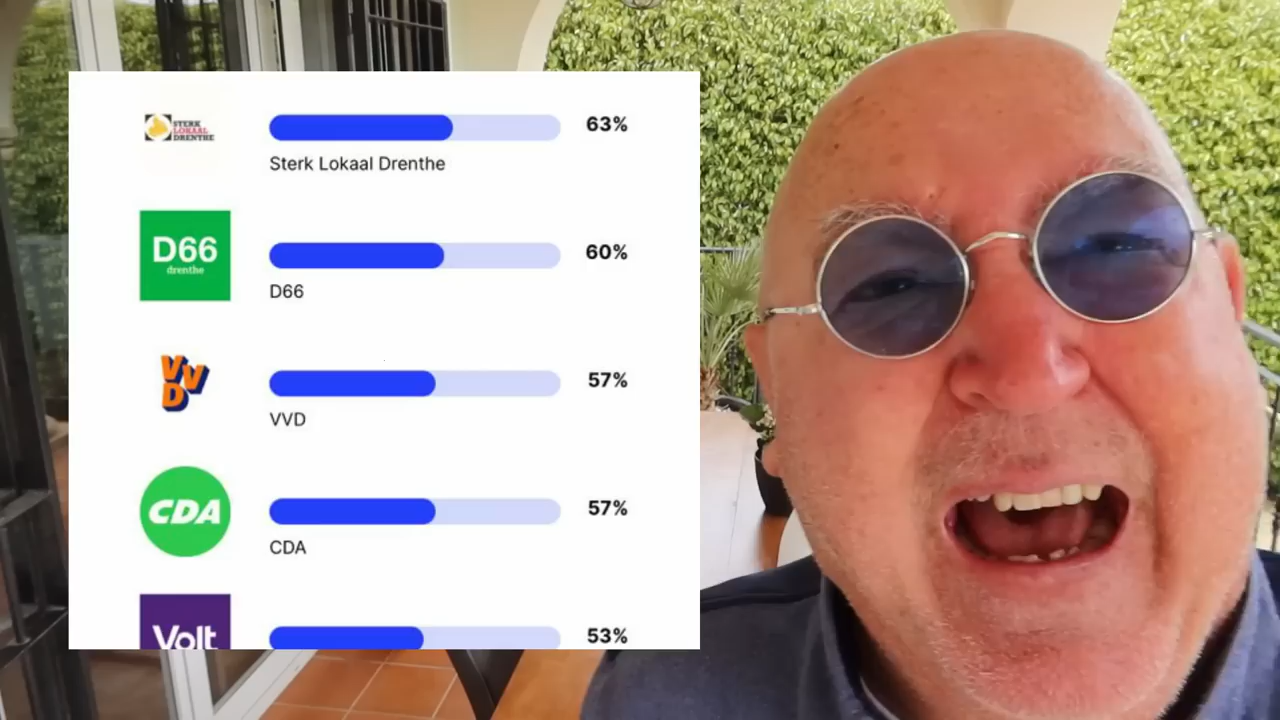 STERK
LOKAAL
DRENTHE
63%
Sterk Lokaal Drenthe
D66
drenthe
60%
D66
VVD
57%
VVD
CDA
57%
CDA
Volt
53%